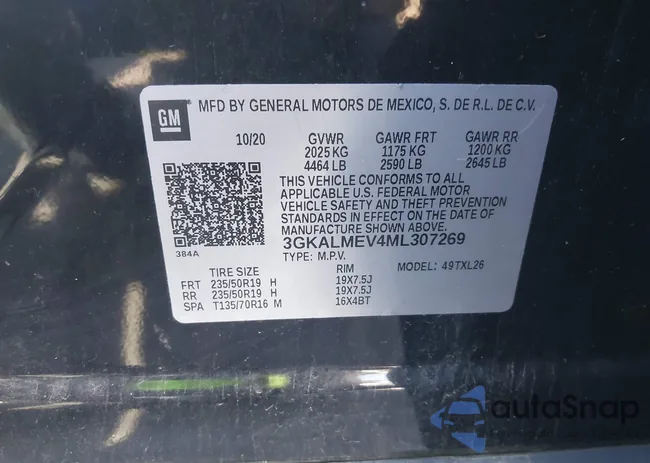 GM
MFD BY GENERAL MOTORS DE MEXICO, S. DE R.L. DE C.V.
10/20 GVWR GAWR FRT GAWR RR
2025 KG 1175 KG 1200 KG
4464 LB 2590 LB 2645 LB
THIS VEHICLE CONFORMS TO ALL
APPLICABLE U.S. FEDERAL MOTOR
VEHICLE SAFETY AND THEFT PREVENTION
STANDARDS IN EFFECT ON THE DATE OF
MANUFACTURE SHOWN ABOVE.
384A
3GKALMEV4ML307269
TYPE: M.P.V. MODEL: 49TXL26
TIRE SIZE RIM
FRT 235/50R19 H 19X7.5J
RR 235/50R19 H 19X7.5J
SPA T135/70R16 M 16X4BT
autoSnap